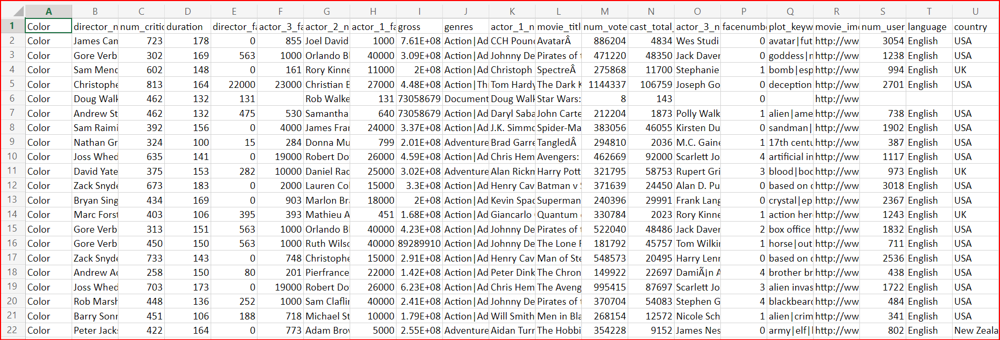 A B C D E F G H I J K L M N O P Q R S T U
1 Color director_n num_critic duration director_fa actor_3_fa actor_2_n actor_1_fa gross genres actor_1_n movie_titl num_vote cast_total_ actor_3_n facenumbe plot_keyw movie_im num_user_ language country
2 Color James Can 723 178 0 855 Joel David 1000 7.61E+08 Action|Ad CCH Poun AvatarÂ 886204 4834 Wes Studi 0 avatar|fut http://ww 3054 English USA
3 Color Gore Verb 302 169 563 1000 Orlando Bl 40000 3.09E+08 Action|Ad Johnny De Pirates of t 471220 48350 Jack Daver 0 goddess|n http://ww 1238 English USA
4 Color Sam Mend 602 148 0 161 Rory Kinne 11000 2E+08 Action|Ad Christoph SpectreÂ 275868 11700 Stephanie 1 bomb|esp http://ww 994 English UK
5 Color Christophe 813 164 22000 23000 Christian B 27000 4.48E+08 Action|Thr Tom Hardy The Dark K 1144337 106759 Joseph Go 0 deception http://ww 2701 English USA
6 Color Doug Walk 462 132 131 Rob Walke 131 73058679 Document Doug Walk Star Wars: 8 143 0 http://ww
7 Color Andrew St 462 132 475 530 Samantha 640 73058679 Action|Ad Daryl Saba John Carte 212204 1873 Polly Walk 1 alien|ame http://ww 738 English USA
8 Color Sam Raimi 392 156 0 4000 James Fran 24000 3.37E+08 Action|Ad J.K. Simmo Spider-Ma 383056 46055 Kirsten Du 0 sandman| http://ww 1902 English USA
9 Color Nathan Gr 324 100 15 284 Donna Mu 799 2.01E+08 Adventure Brad Garre TangledÂ 294810 2036 M.C. Gaine 1 17th centu http://ww 387 English USA
10 Color Joss Whed 635 141 0 19000 Robert Do 26000 4.59E+08 Action|Ad Chris Hem Avengers: 462669 92000 Scarlett Jo 4 artificial in http://ww 1117 English USA
11 Color David Yate 375 153 282 10000 Daniel Rad 25000 3.02E+08 Adventure Alan Rickm Harry Pott 321795 58753 Rupert Gri 3 blood|boo http://ww 973 English UK
12 Color Zack Snyde 673 183 0 2000 Lauren Co 15000 3.3E+08 Action|Ad Henry Cav Batman v S 371639 24450 Alan D. Pu 0 based on c http://ww 3018 English USA
13 Color Bryan Sing 434 169 0 903 Marlon Bra 18000 2E+08 Action|Ad Kevin Spac Superman 240396 29991 Frank Lang 0 crystal|ep http://ww 2367 English USA
14 Color Marc Forst 403 106 395 393 Mathieu A 451 1.68E+08 Action|Ad Giancarlo Quantum 330784 2023 Rory Kinne 1 action her http://ww 1243 English UK
15 Color Gore Verb 313 151 563 1000 Orlando Bl 40000 4.23E+08 Action|Ad Johnny De Pirates of t 522040 48486 Jack Daver 2 box office http://ww 1832 English USA
16 Color Gore Verb 450 150 563 1000 Ruth Wilso 40000 89289910 Action|Ad Johnny De The Lone R 181792 45757 Tom Wilkin 1 horse|out http://ww 711 English USA
17 Color Zack Snyde 733 143 0 748 Christophe 15000 2.91E+08 Action|Ad Henry Cav Man of Ste 548573 20495 Harry Lenn 0 based on c http://ww 2536 English USA
18 Color Andrew Ad 258 150 80 201 Pierfrance 22000 1.42E+08 Action|Ad Peter Dink The Chron 149922 22697 DamiÃ¡n A 4 brother br http://ww 438 English USA
19 Color Joss Whed 703 173 0 19000 Robert Do 26000 6.23E+08 Action|Ad Chris Hem The Aveng 995415 87697 Scarlett Jo 3 alien invas http://ww 1722 English USA
20 Color Rob Marsh 448 136 252 1000 Sam Claflin 40000 2.41E+08 Action|Ad Johnny De Pirates of t 370704 54083 Stephen G 4 blackbeard http://ww 484 English USA
21 Color Barry Sonn 451 106 188 718 Michael St 10000 1.79E+08 Action|Ad Will Smith Men in Bla 268154 12572 Nicole Sch 1 alien|crim http://ww 341 English USA
22 Color Peter Jacks 422 164 0 773 Adam Brov 5000 2.55E+08 Adventure Aidan Turn The Hobbi 354228 9152 James Nes 0 army|elf|l http://ww 802 English New Zeala